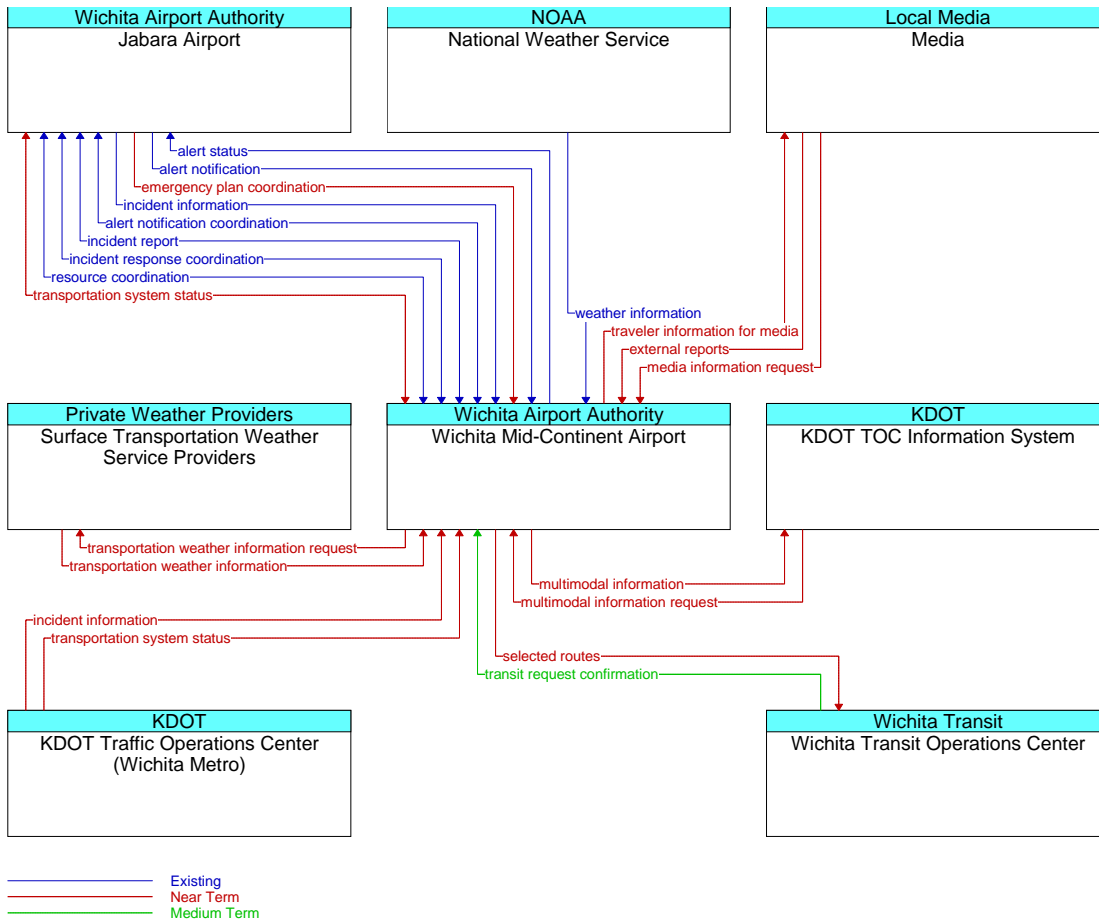 Wichita Airport Authority
Jabara Airport
NOAA
National Weather Service
Local Media
Media
alert status
alert notification
emergency plan coordination
incident information
alert notification coordination
incident report
incident response coordination
resource coordination
transportation system status
weather information
traveler information for media
external reports
media information request
Private Weather Providers
Surface Transportation Weather
Service Providers
Wichita Airport Authority
Wichita Mid-Continent Airport
KDOT
KDOT TOC Information System
transportation weather information request
transportation weather information
multimodal information
multimodal information request
incident information
transportation system status
selected routes
transit request confirmation
KDOT
KDOT Traffic Operations Center
(Wichita Metro)
Wichita Transit
Wichita Transit Operations Center
Existing
Near Term
Medium Term